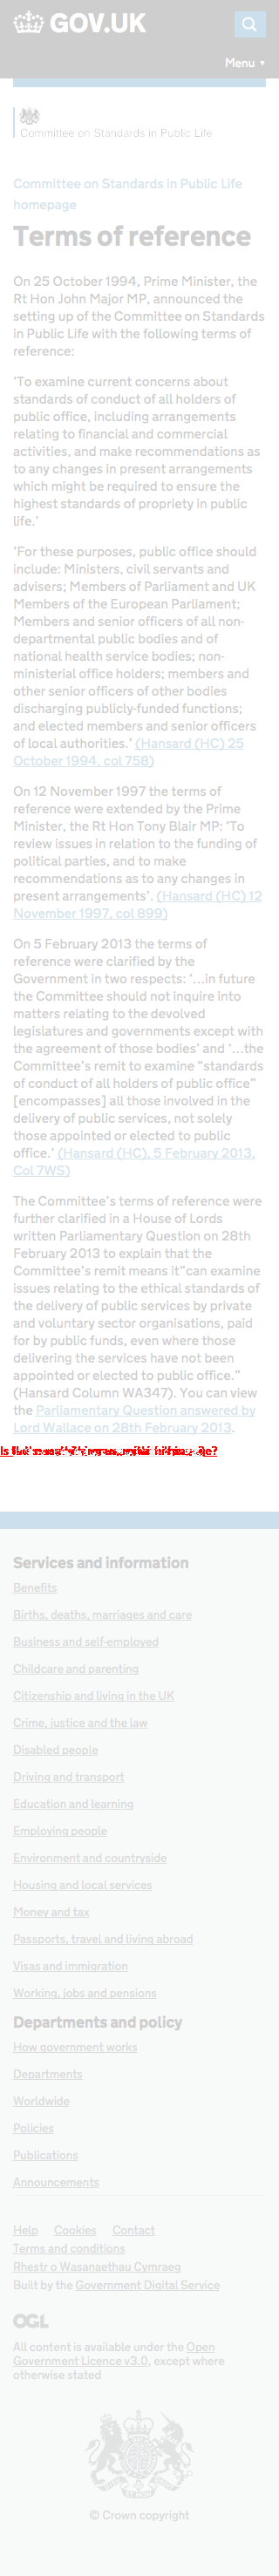 GOV.UK
Menu ▼
Committee on Standards in Public Life
Committee on Standards in Public Life
homepage
Terms of reference
On 25 October 1994, Prime Minister, the
Rt Hon John Major MP, announced the
setting up of the Committee on Standards
in Public Life with the following terms of
reference:
‘To examine current concerns about
standards of conduct of all holders of
public office, including arrangements
relating to financial and commercial
activities, and make recommendations as
to any changes in present arrangements
which might be required to ensure the
highest standards of propriety in public
life.’
‘For these purposes, public office should
include: Ministers, civil servants and
advisers; Members of Parliament and UK
Members of the European Parliament;
Members and senior officers of all non-
departmental public bodies and of
national health service bodies; non-
ministerial office holders; members and
other senior officers of other bodies
discharging publicly-funded functions;
and elected members and senior officers
of local authorities.’ (Hansard (HC) 25
October 1994, col 758)
On 12 November 1997 the terms of
reference were extended by the Prime
Minister, the Rt Hon Tony Blair MP: ‘To
review issues in relation to the funding of
political parties, and to make
recommendations as to any changes in
present arrangements’. (Hansard (HC) 12
November 1997, col 899)
On 5 February 2013 the terms of
reference were clarified by the
Government in two respects: ‘…in future
the Committee should not inquire into
matters relating to the devolved
legislatures and governments except with
the agreement of those bodies’ and ‘…the
Committee’s remit to examine “standards
of conduct of all holders of public office”
[encompasses] all those involved in the
delivery of public services, not solely
those appointed or elected to public
office.’ (Hansard (HC), 5 February 2013,
Col 7WS)
The Committee’s terms of reference were
further clarified in a House of Lords
written Parliamentary Question on 28th
February 2013 to explain that the
Committee’s remit means it“can examine
issues relating to the ethical standards of
the delivery of public services by private
and voluntary sector organisations, paid
for by public funds, even where those
delivering the services have not been
appointed or elected to public office.”
(Hansard Column WA347). You can view
the Parliamentary Question answered by
Lord Wallace on 28th February 2013.
Services and information
Benefits
Births, deaths, marriages and care
Business and self-employed
Childcare and parenting
Citizenship and living in the UK
Crime, justice and the law
Disabled people
Driving and transport
Education and learning
Employing people
Environment and countryside
Housing and local services
Money and tax
Passports, travel and living abroad
Visas and immigration
Working, jobs and pensions
Departments and policy
How government works
Departments
Worldwide
Policies
Publications
Announcements
Help Cookies Contact
Terms and conditions
Rhestr o Wasanaethau Cymraeg
Built by the Government Digital Service
OGL
All content is available under the Open
Government Licence v3.0, except where
otherwise stated
© Crown copyright